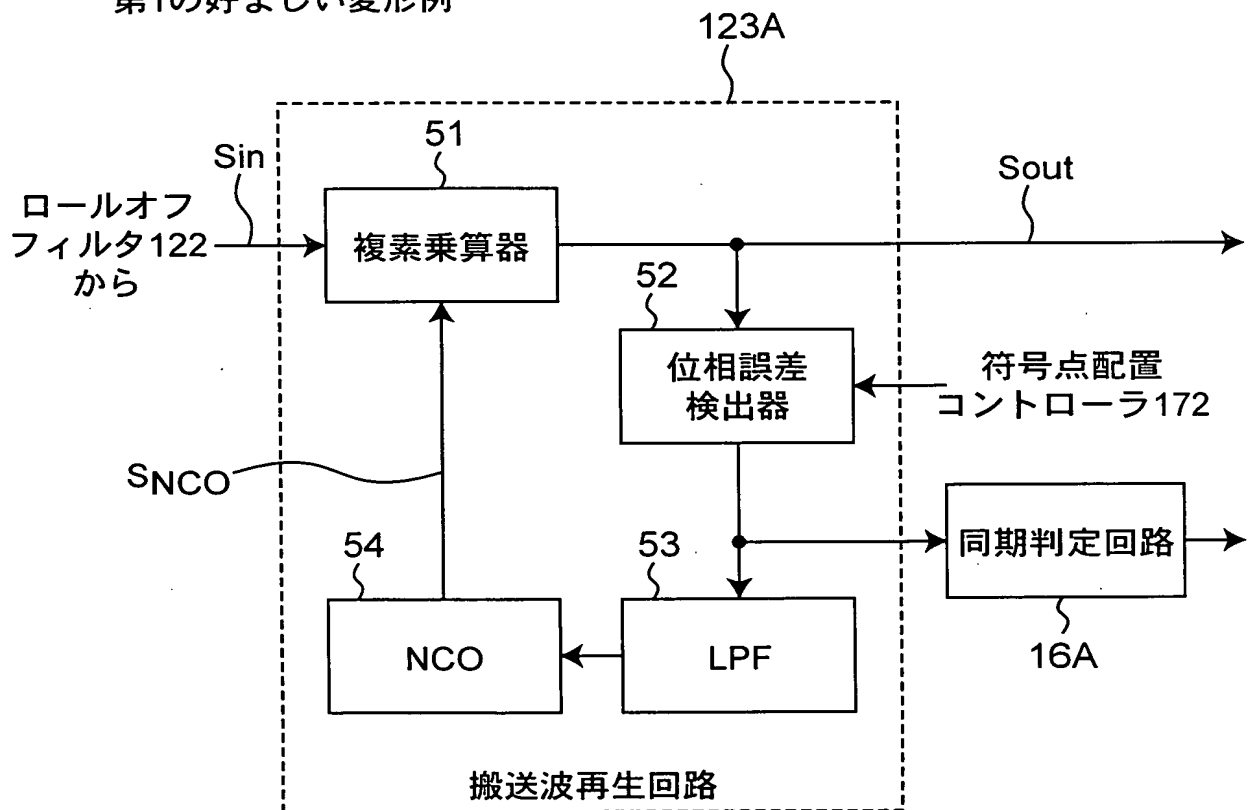 第1の好ましい変形例
123A
51
Sin
Sout
ロールオフ
フィルタ122
から
複素乗算器
52
位相誤差
検出器
符号点配置
コントローラ172
SNCO
54
53
同期判定回路
NCO
LPF
16A
搬送波再生回路